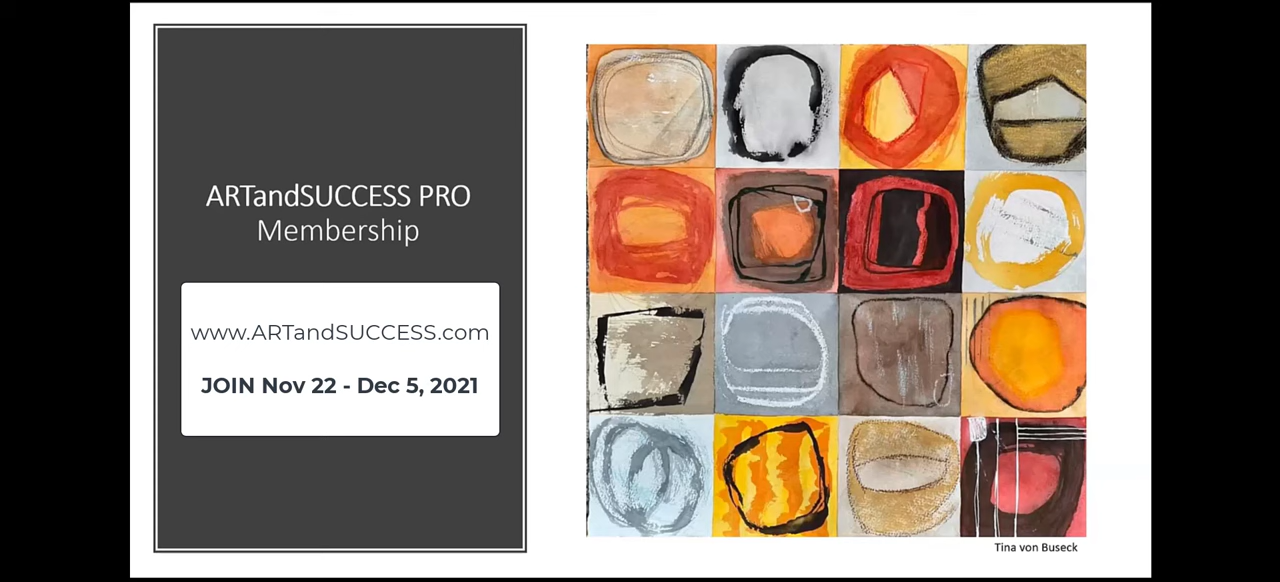 ARTandSUCCESS PRO
Membership
www.ARTandSUCCESS.com
JOIN Nov 22 - Dec 5, 2021
Tina von Buseck